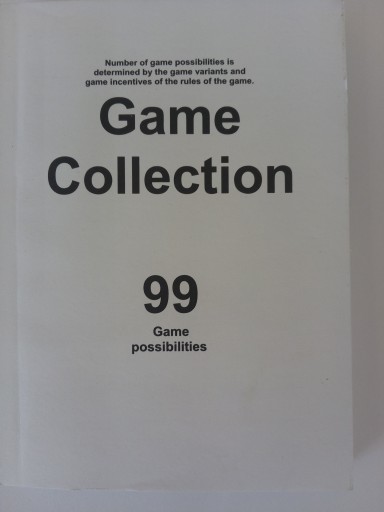 Number of game possibilities is
determined by the game variants and
game incentives of the rules of the game.
Game
Collection
99
Game
possibilities